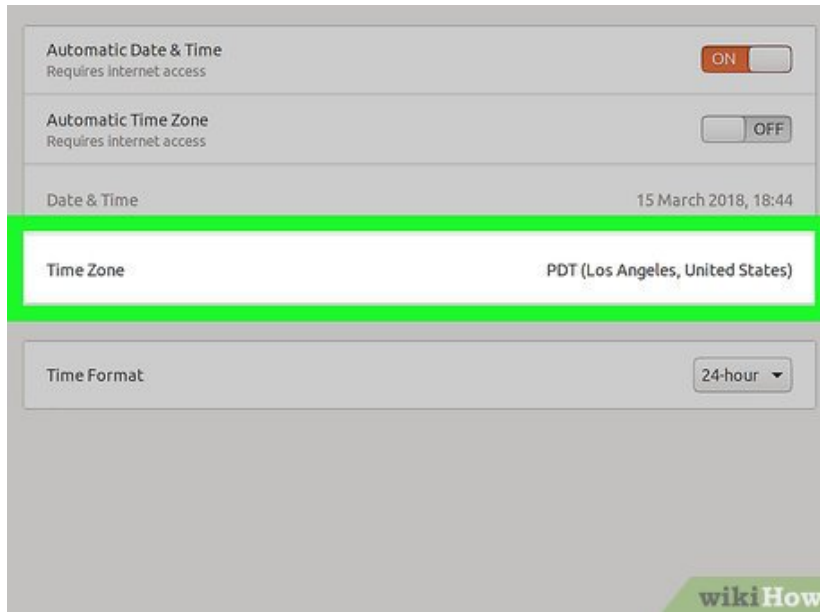 Automatic Date & Time
ON
Requires internet access
Automatic Time Zone
OFF
Requires internet access
Date & Time 15 March 2018, 18:44
Time Zone PDT (Los Angeles, United States)
Time Format 24-hour
wikiHow